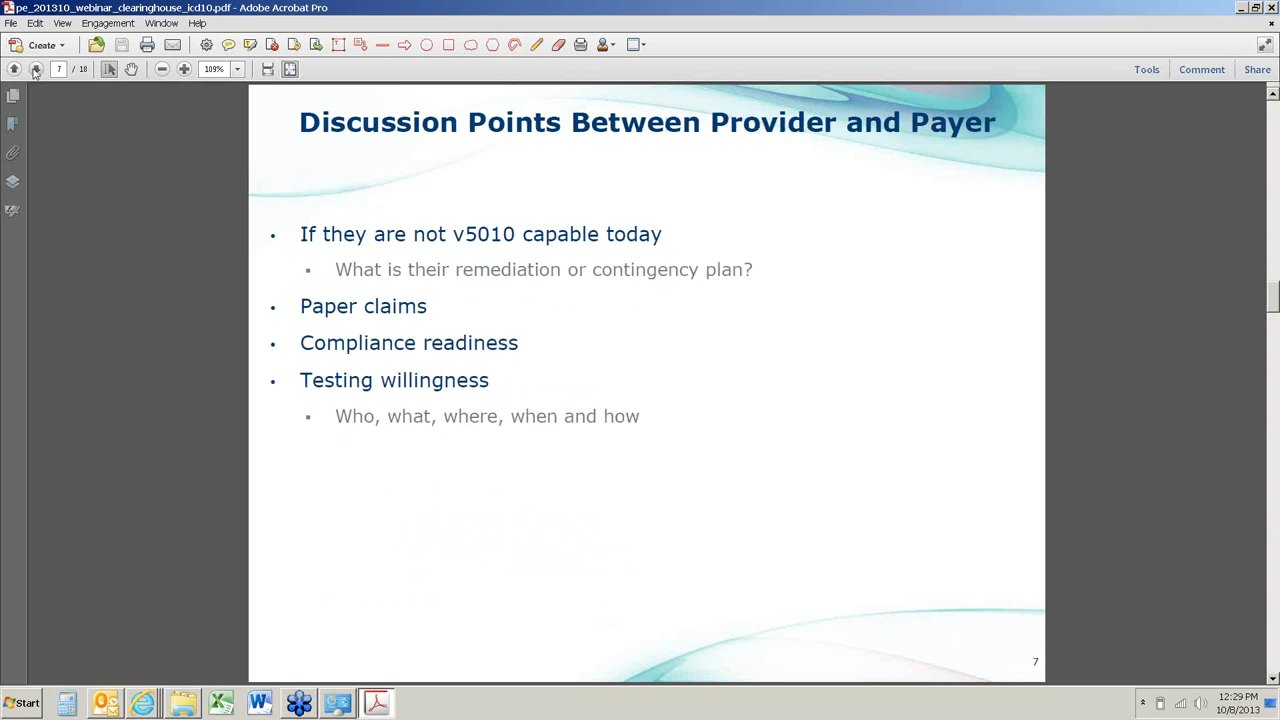 pe_201310_webinar_clearinghouse_icd10.pdf - Adobe Acrobat Pro
File Edit View Engagement Window Help
Create
7 / 18 109% Tools Comment Share
Discussion Points Between Provider and Payer
• If they are not v5010 capable today
▪ What is their remediation or contingency plan?
• Paper claims
• Compliance readiness
• Testing willingness
▪ Who, what, where, when and how
7
Start
12:29 PM
10/8/2013